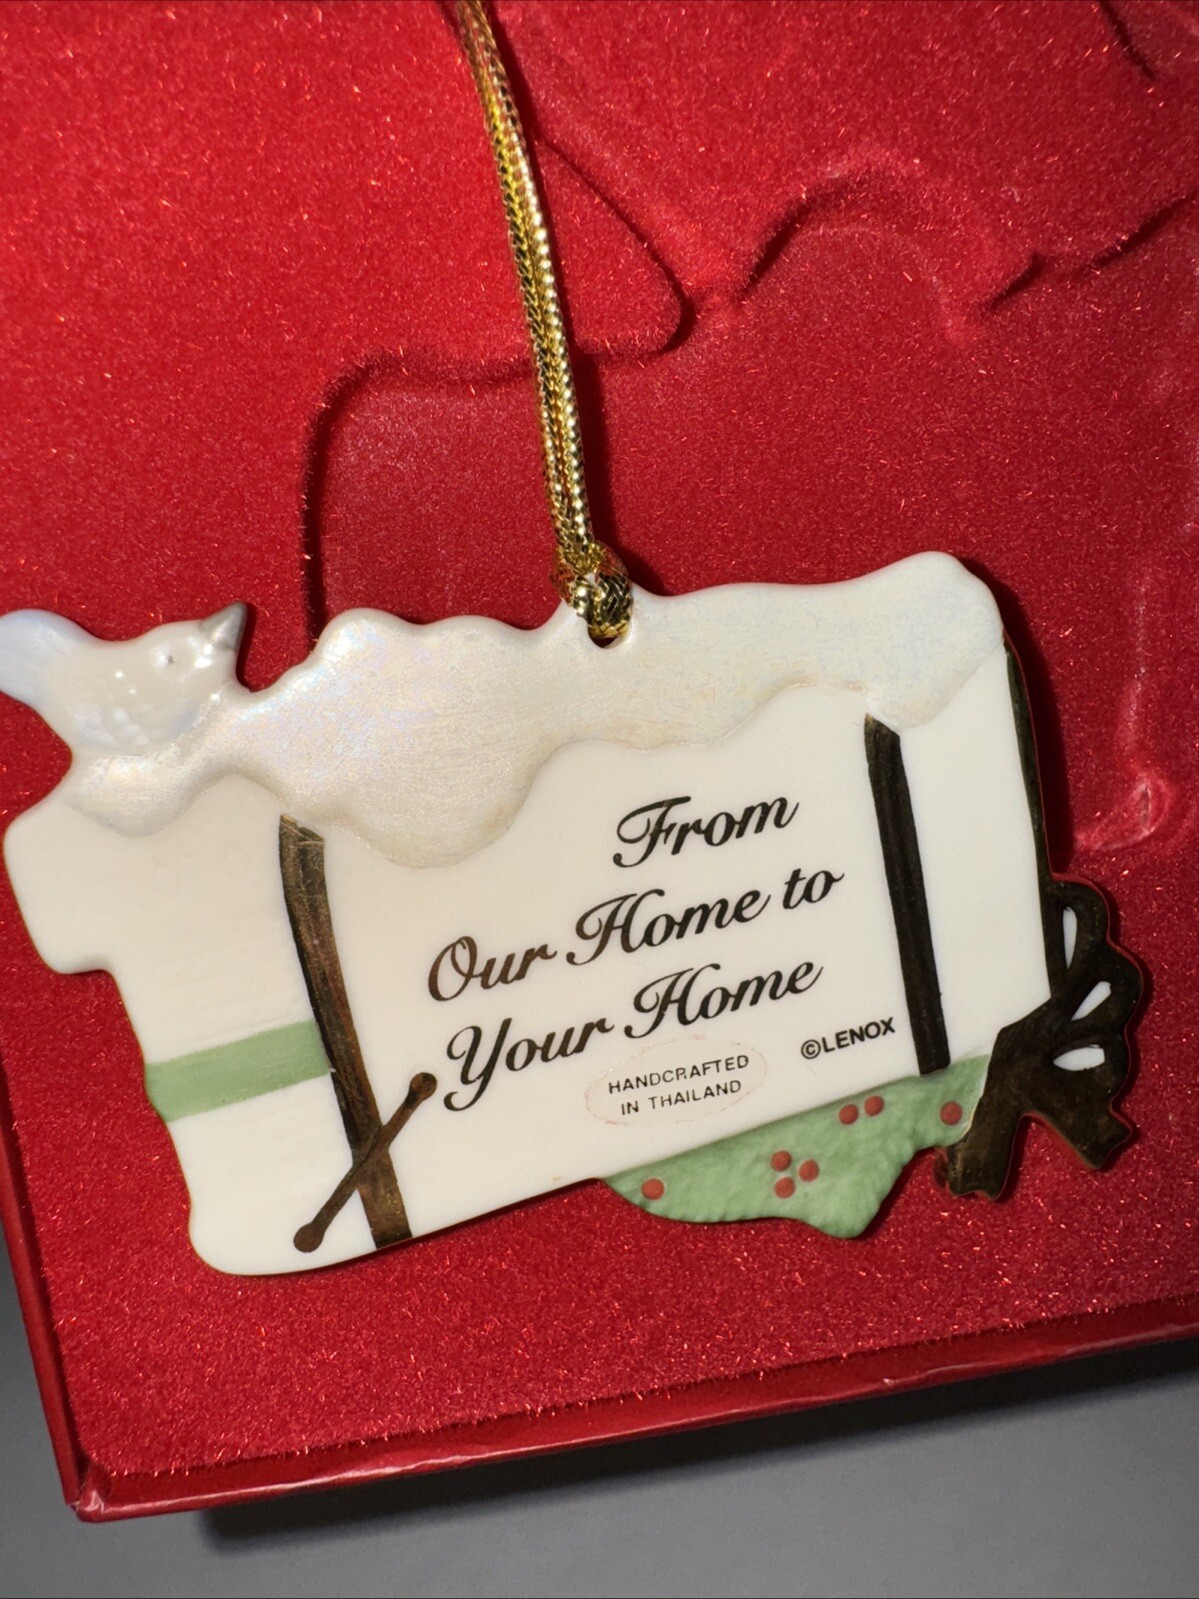 From
Our Home to
Your Home
©LENOX
HANDCRAFTED
IN THAILAND